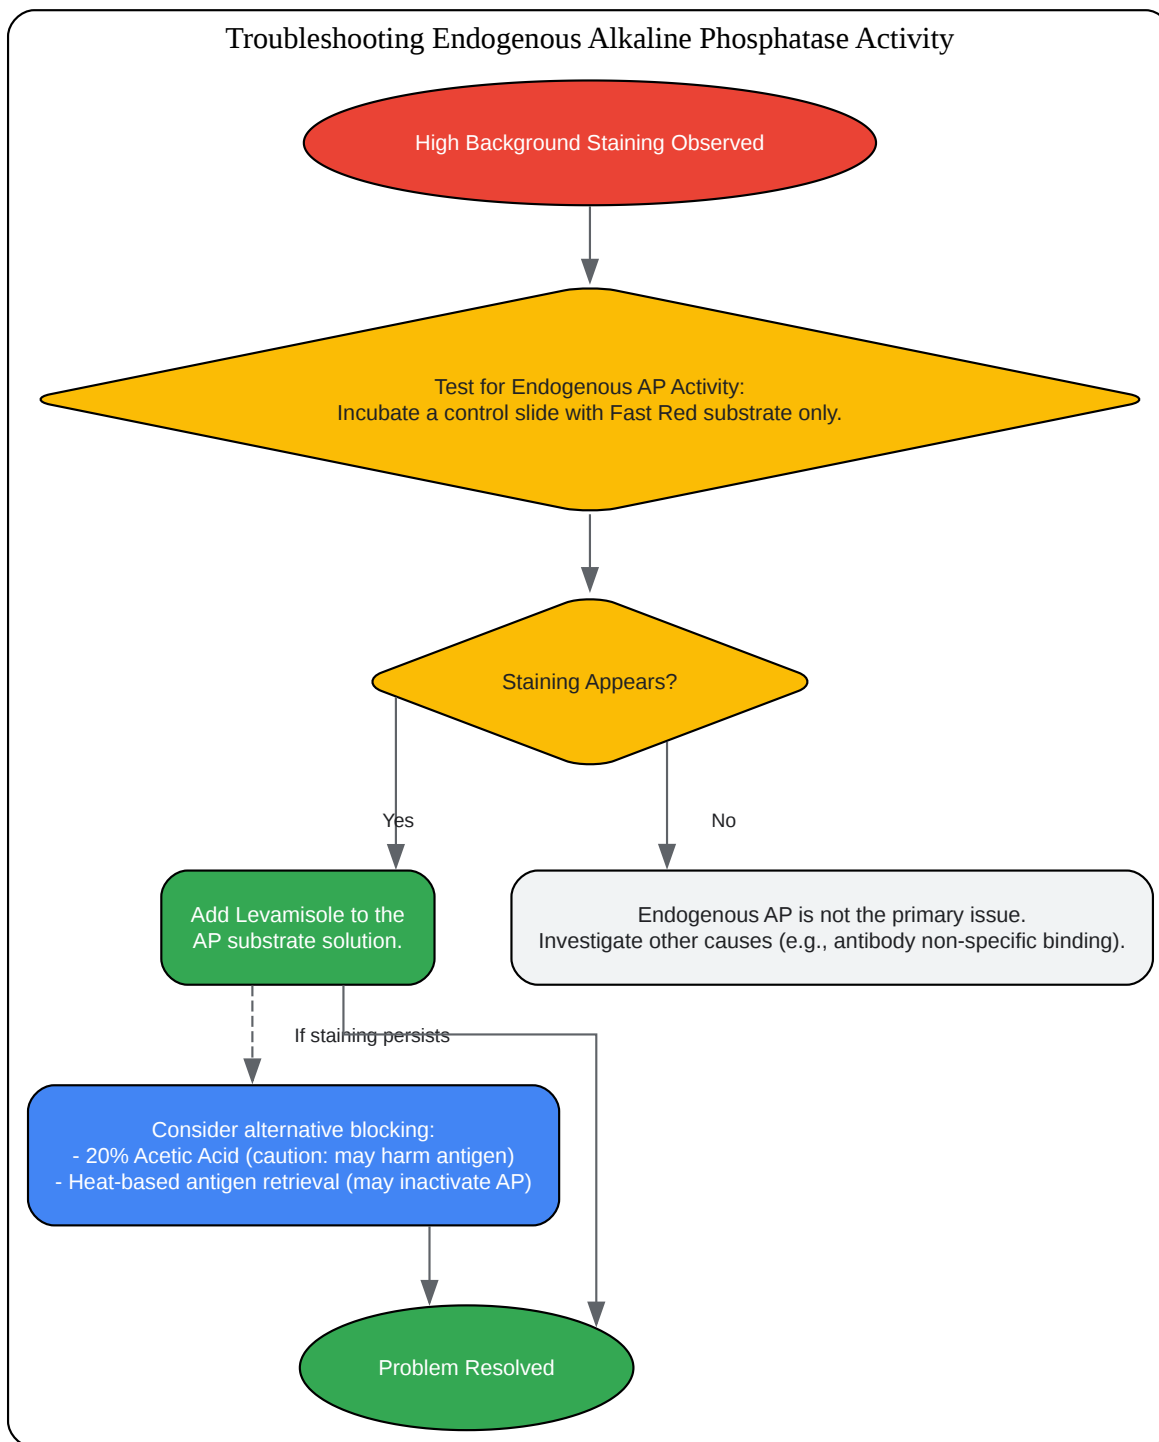 Troubleshooting Endogenous Alkaline Phosphatase Activity
High Background Staining Observed
Test for Endogenous AP Activity:
Incubate a control slide with Fast Red substrate only.
Staining Appears?
Yes
No
Add Levamisole to the
AP substrate solution.
Endogenous AP is not the primary issue.
Investigate other causes (e.g., antibody non-specific binding).
If staining persists
Consider alternative blocking:
- 20% Acetic Acid (caution: may harm antigen)
- Heat-based antigen retrieval (may inactivate AP)
Problem Resolved